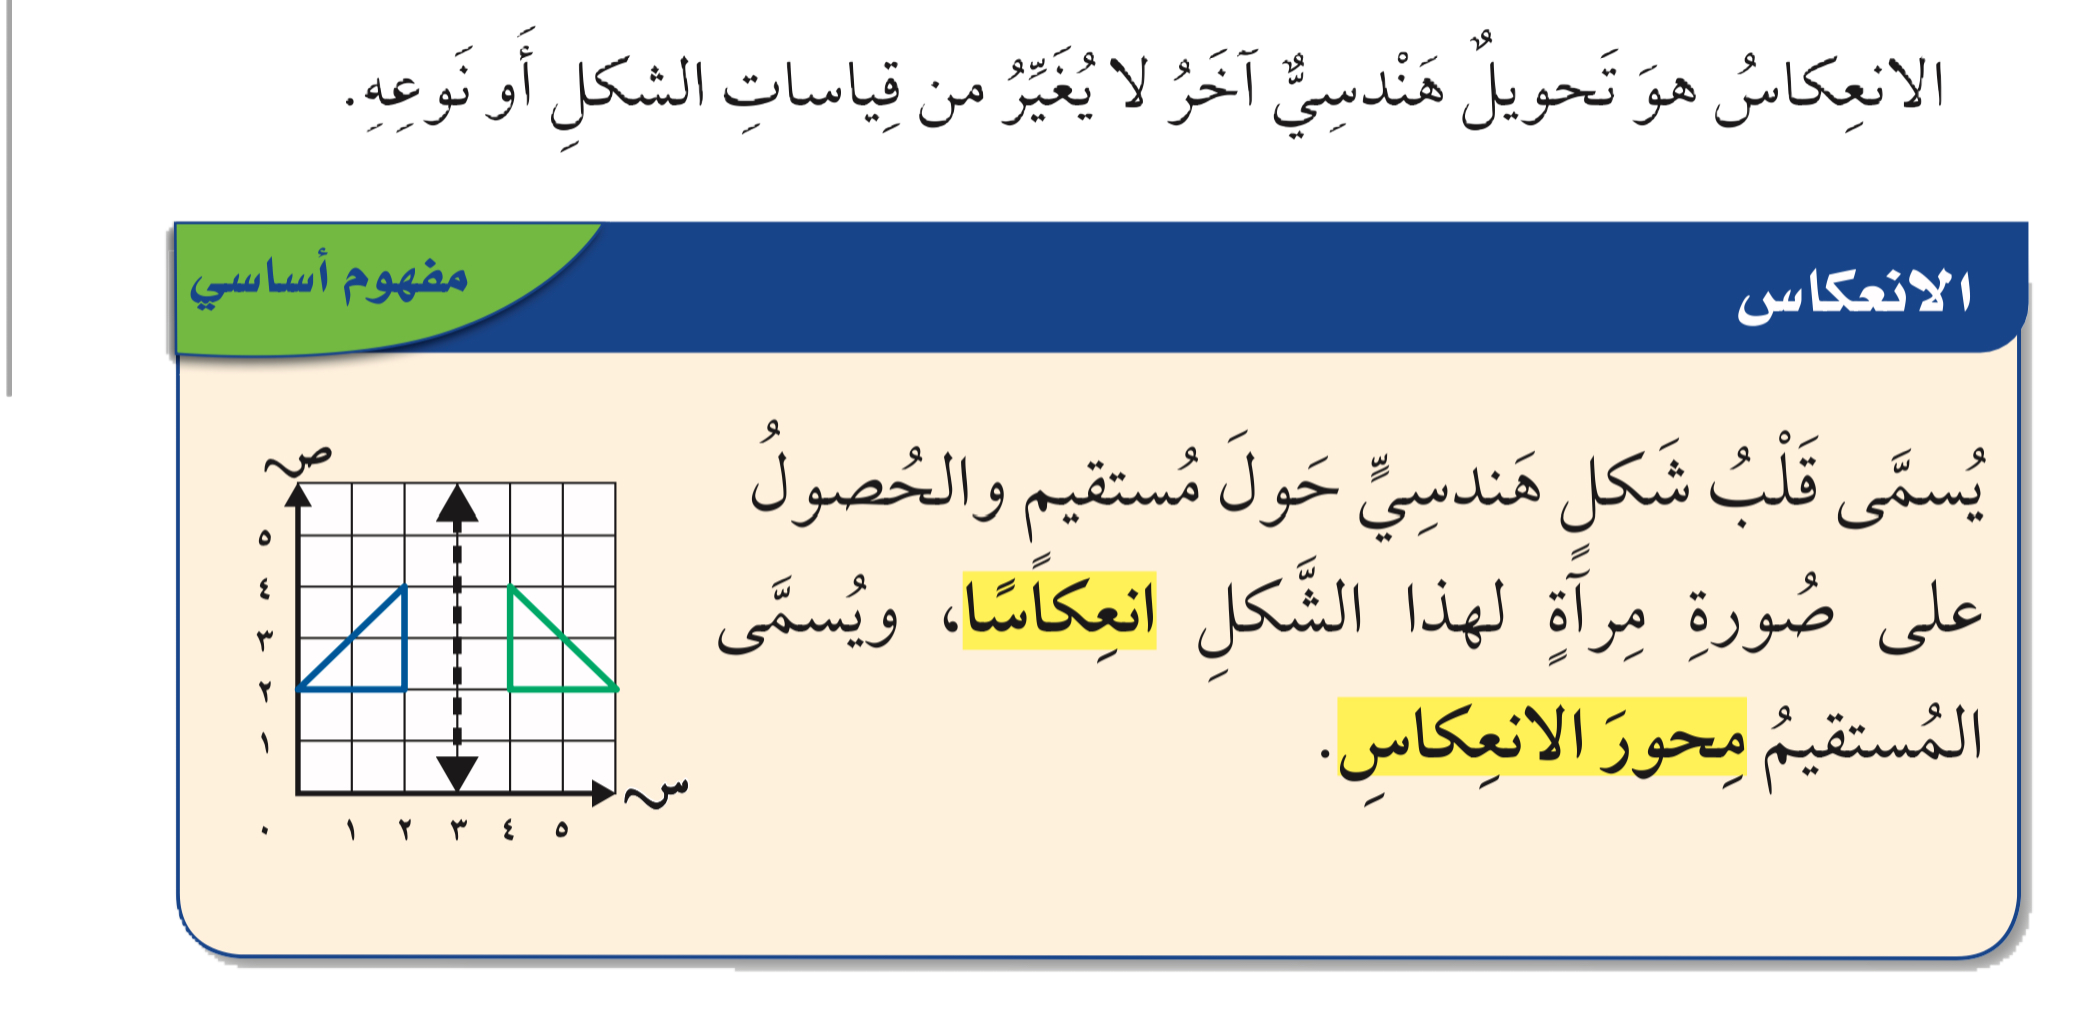 الانعِكاسُ هوَ تَحويلٌ هَنْدسِيٌّ آخَرُ لا يُغَيِّرُ من قِياساتِ الشكلِ أَو نَوعِهِ.
الانعكاس
مفهوم أساسي
يُسمَّى قَلْبُ شَكلٍ هَندسِيٍّ حَولَ مُستقيمٍ والحُصولُ
على صُورةِ مِرآةٍ لهذا الشَّكلِ انعِكاسًا، ويُسمَّى
المُستقيمُ مِحورَ الانعِكاسِ.
ص
٥
٤
٣
٢
١
س
٠ ١ ٢ ٣ ٤ ٥